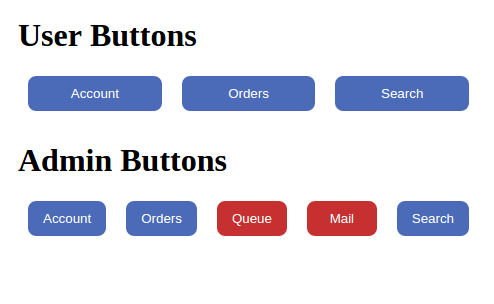 User Buttons
Account Orders Search
Admin Buttons
Account Orders Queue Mail Search